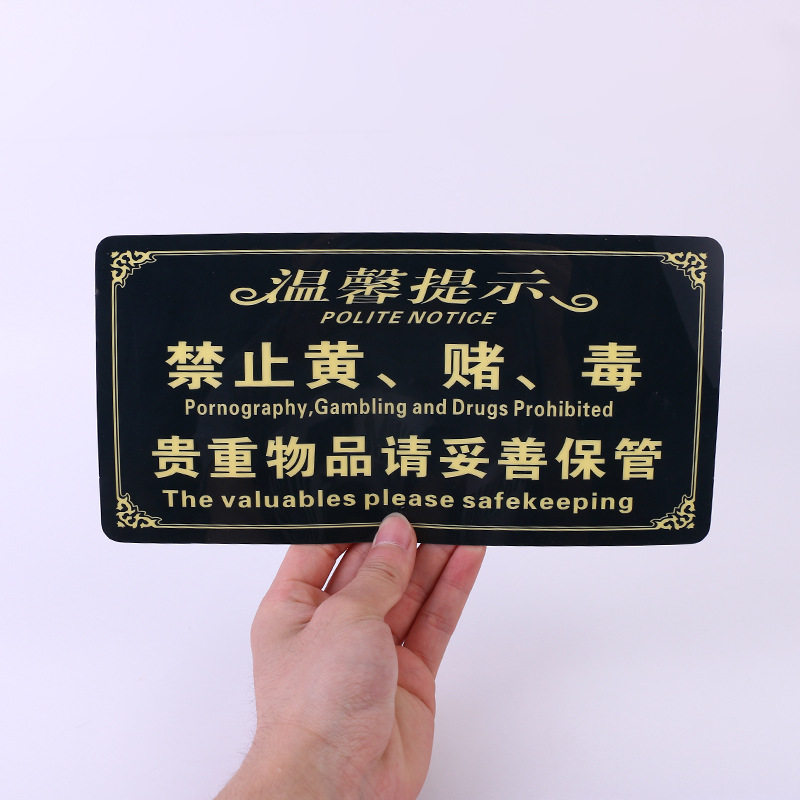 温馨提示
POLITE NOTICE
禁止黄、赌、毒
Pornography,Gambling and Drugs Prohibited
贵重物品请妥善保管
The valuables please safekeeping